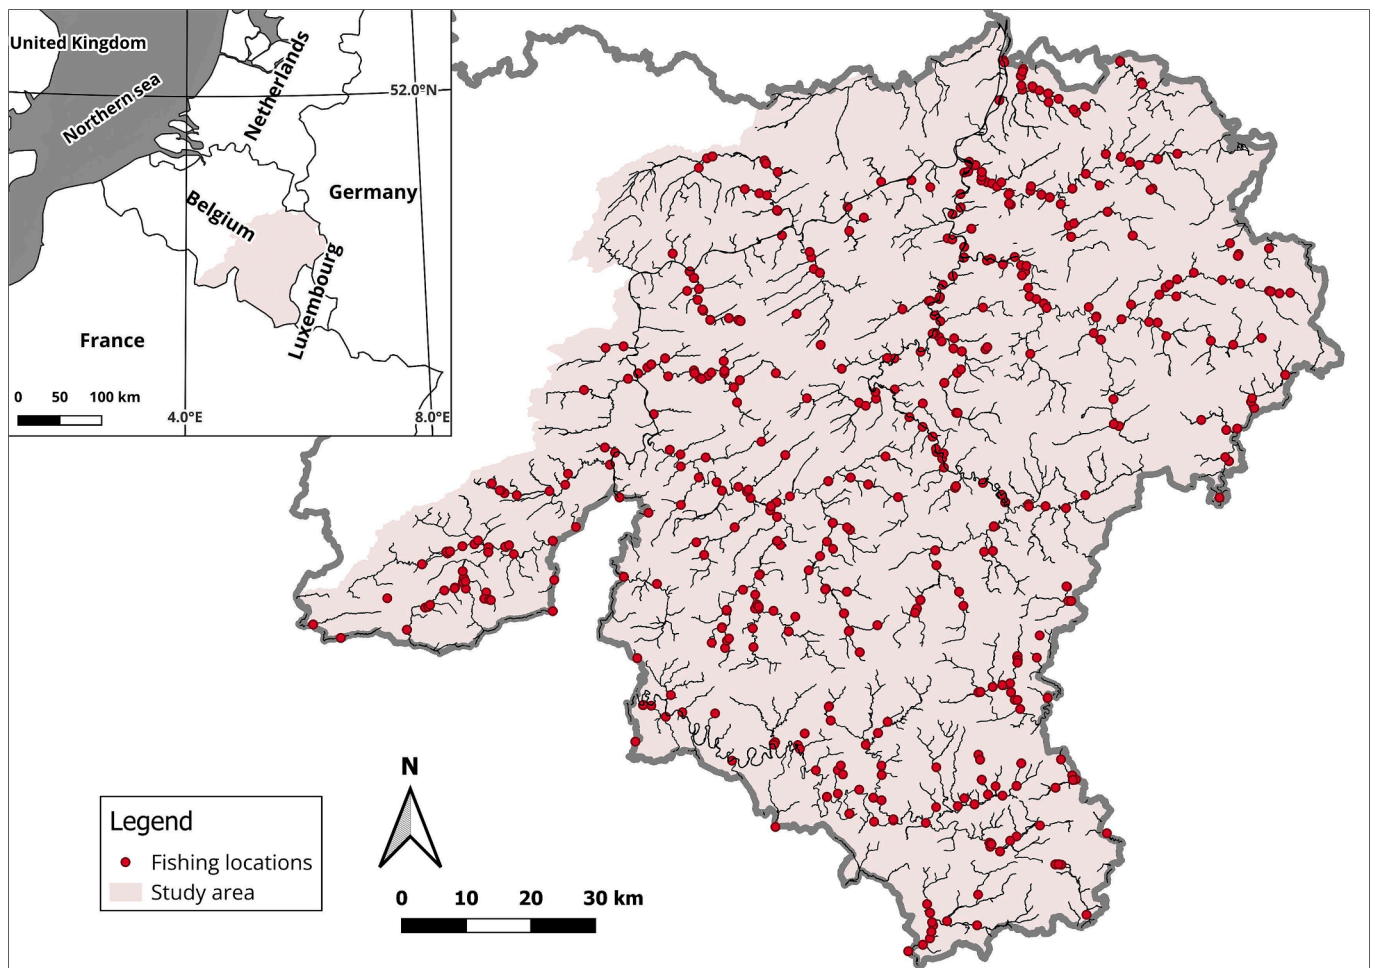 United Kingdom
Northern sea
Netherlands
52.0°N
Belgium
Germany
Luxembourg
France
0 50 100 km
4.0°E
8.0°E
N
Legend
Fishing locations
Study area
0 10 20 30 km